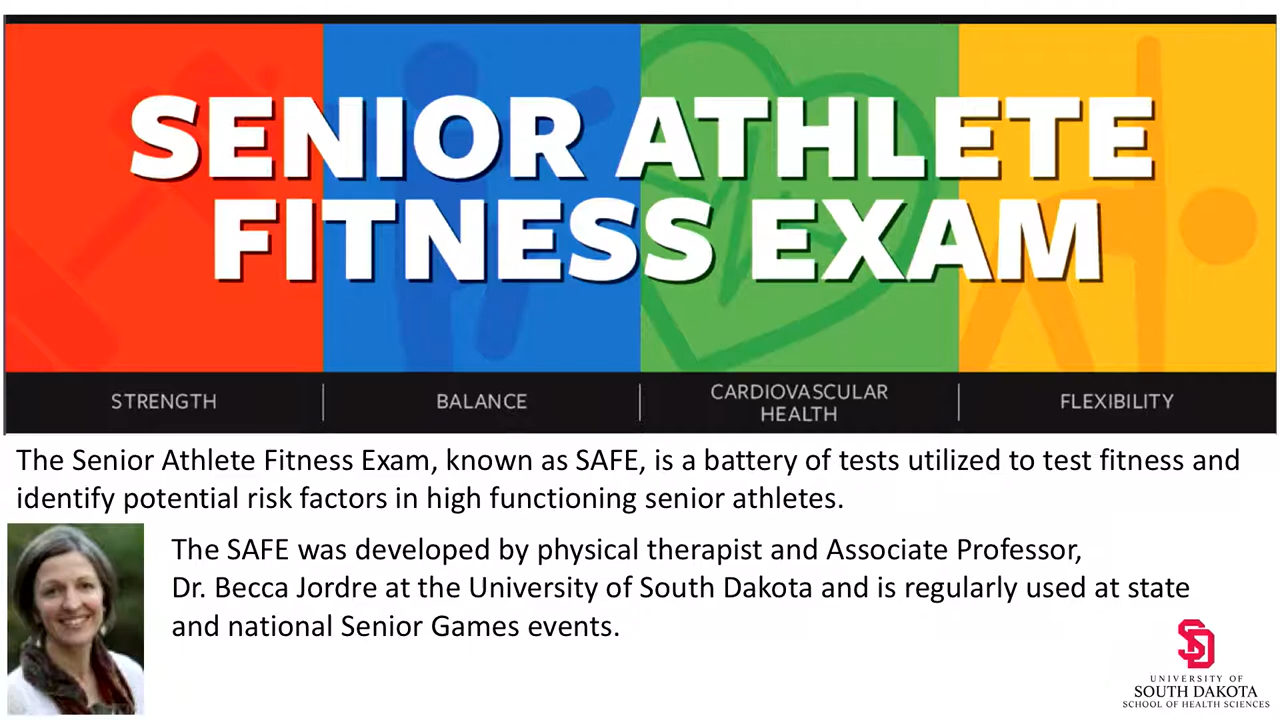 SENIOR ATHLETE
FITNESS EXAM
STRENGTH
BALANCE
CARDIOVASCULAR
HEALTH
FLEXIBILITY
The Senior Athlete Fitness Exam, known as SAFE, is a battery of tests utilized to test fitness and
identify potential risk factors in high functioning senior athletes.
The SAFE was developed by physical therapist and Associate Professor,
Dr. Becca Jordre at the University of South Dakota and is regularly used at state
and national Senior Games events.
SD
UNIVERSITY OF
SOUTH DAKOTA
SCHOOL OF HEALTH SCIENCES